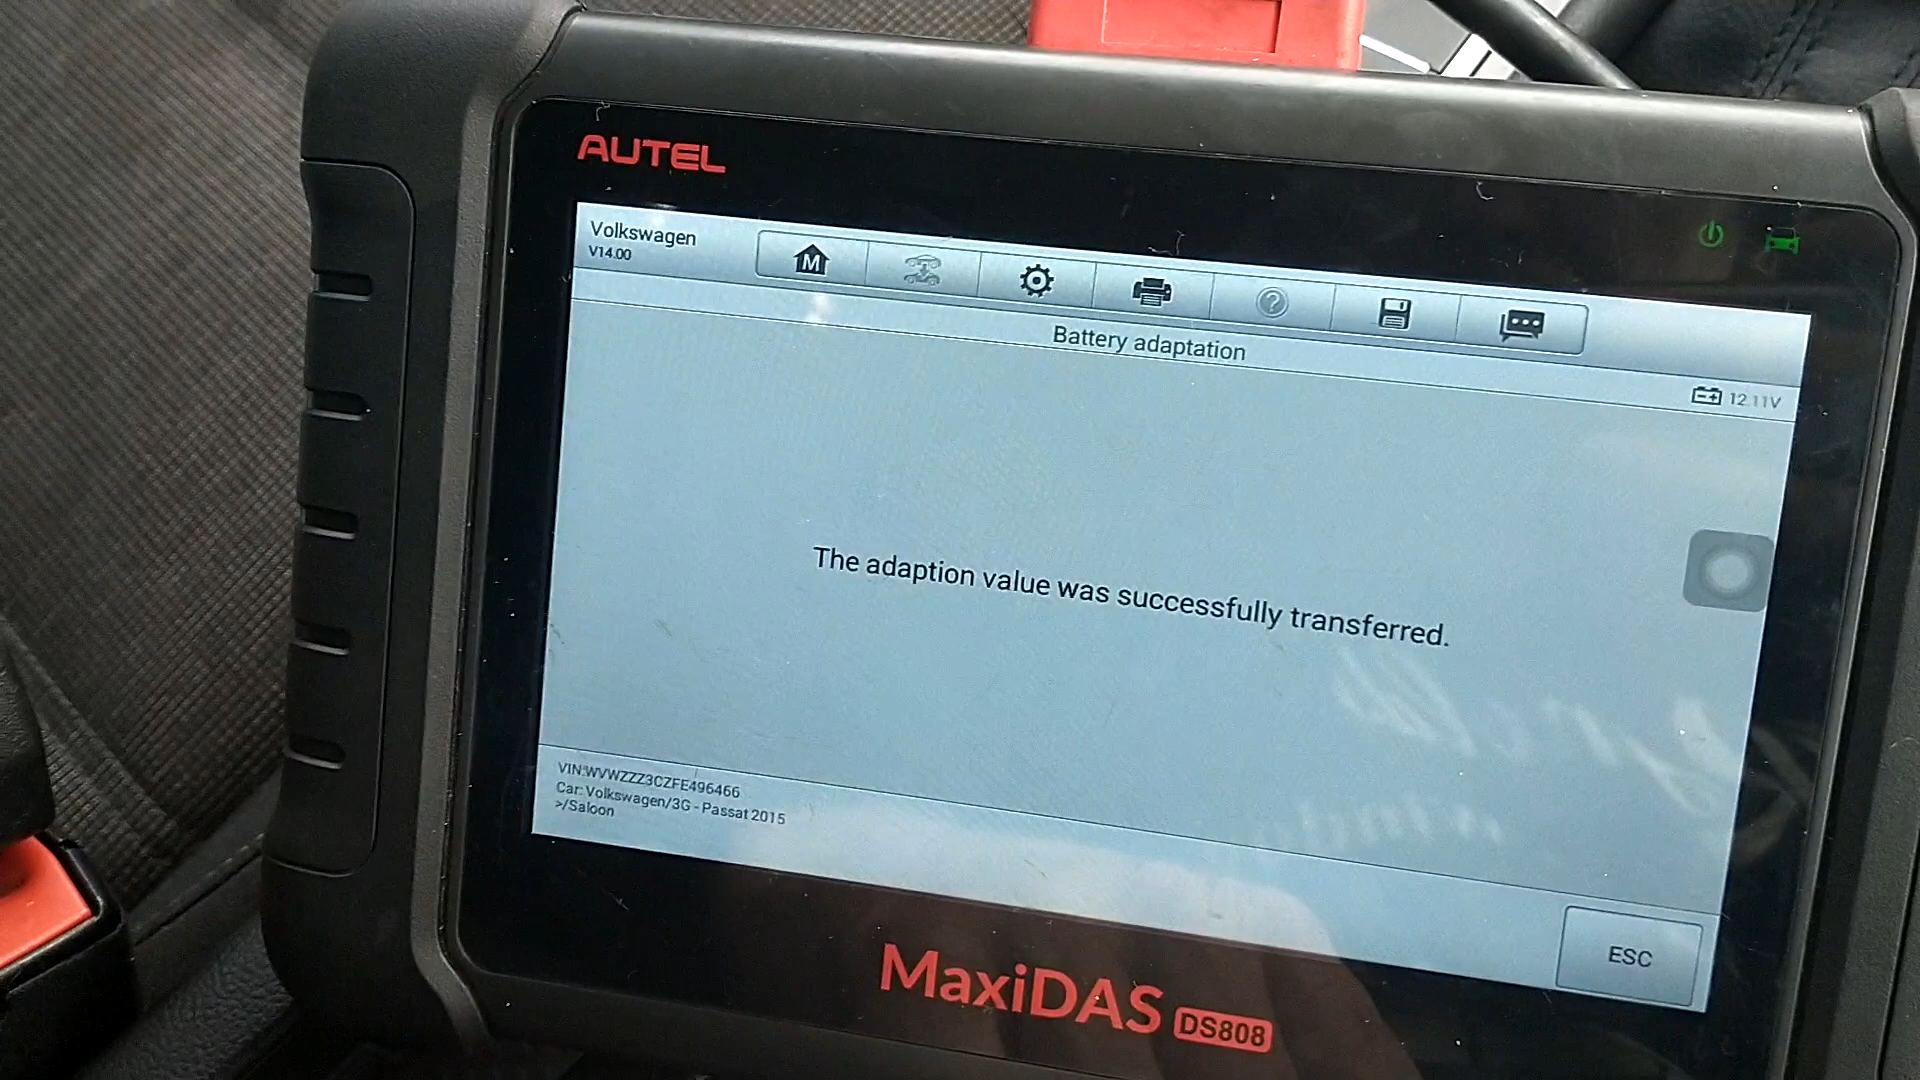 AUTEL
Volkswagen
V14.00
M
Battery adaptation
12.11V
The adaption value was successfully transferred.
VIN:WVWZZZ3CZFE496466
Car: Volkswagen/3G - Passat 2015
>/Saloon
ESC
MaxiDAS DS808